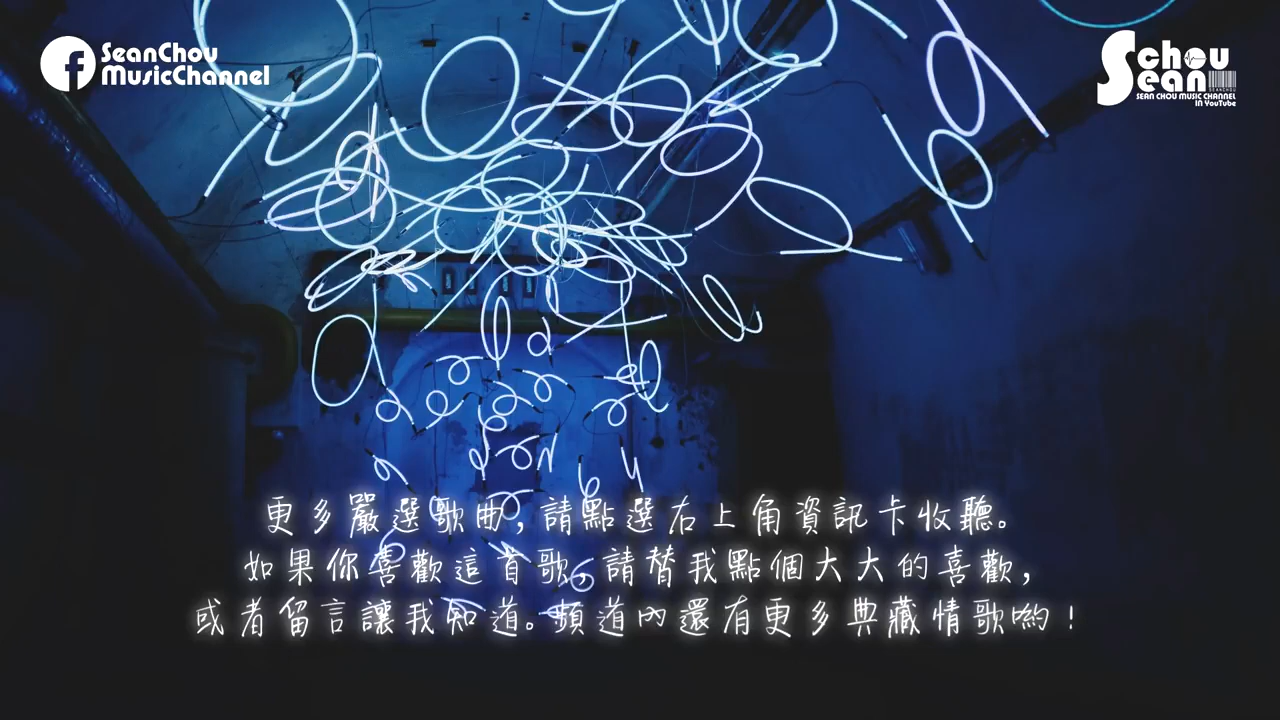 SeanChou
MusicChannel
Schou
Sean
SEANCHOU
SEAN CHOU MUSIC CHANNEL
IN YouTube
更多嚴選歌曲,請點選右上角資訊卡收聽。
如果你喜歡這首歌,請替我點個大大的喜歡,
或者留言讓我知道。頻道內還有更多典藏情歌喲!